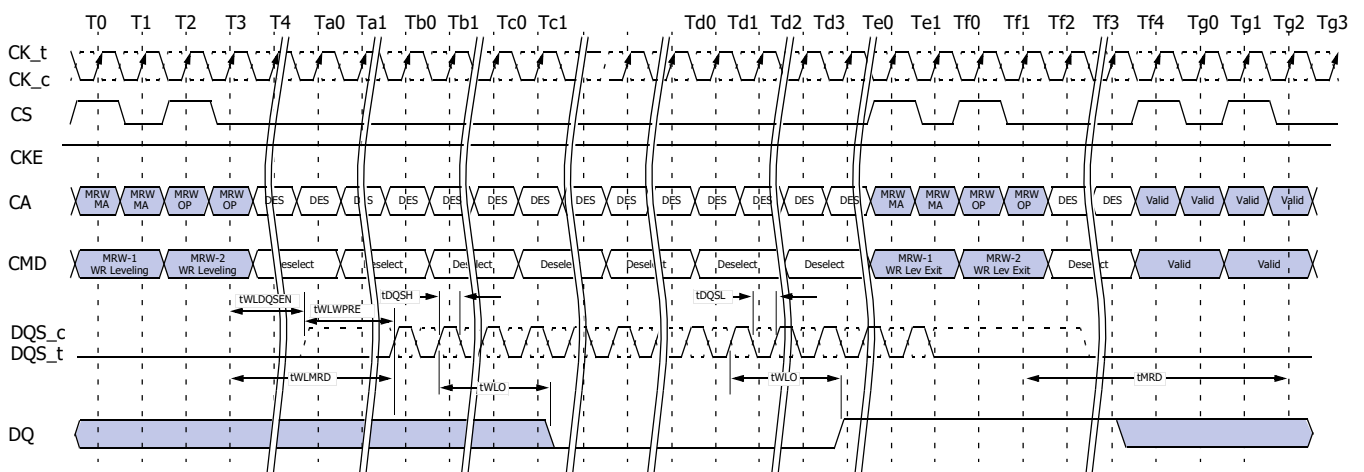 T0 T1 T2 T3 T4 Ta0 Ta1 Tb0 Tb1 Tc0 Tc1 Td0 Td1 Td2 Td3 Te0 Te1 Tf0 Tf1 Tf2 Tf3 Tf4 Tg0 Tg1 Tg2 Tg3
CK_t
CK_c
CS
CKE
CA
MRW MA
MRW MA
MRW OP
MRW OP
DES DES DES DES DES DES DES DES DES DES DES DES DES DES
MRW MA
MRW MA
MRW OP
MRW OP
DES DES
Valid Valid Valid Valid
CMD
MRW-1
WR Leveling
MRW-2
WR Leveling
Deselect Deselect Deselect Deselect Deselect Deselect Deselect
MRW-1
WR Lev Exit
MRW-2
WR Lev Exit
Deselect
Valid
Valid
tWLDQSEN
tWLWPRE
tDQSH
tDQSL
DQS_c
DQS_t
tWLMRD
tWLO
tWLO
tMRD
DQ